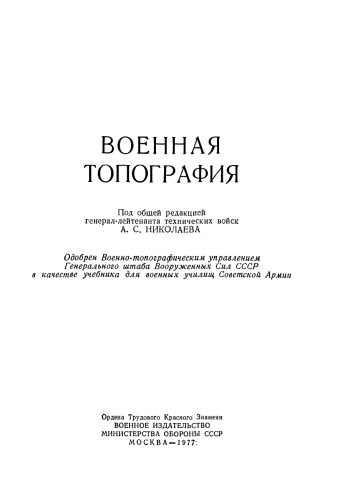 ВОЕННАЯ
ТОПОГРАФИЯ
Под общей редакцией
генерал-лейтенанта технических войск
А. С. НИКОЛАЕВА
Одобрен Военно-топографическим управлением
Генерального штаба Вооруженных Сил СССР
в качестве учебника для военных училищ Советской Армии
Ордена Трудового Красного Знамени
ВОЕННОЕ ИЗДАТЕЛЬСТВО
МИНИСТЕРСТВА ОБОРОНЫ СССР
МОСКВА—1977